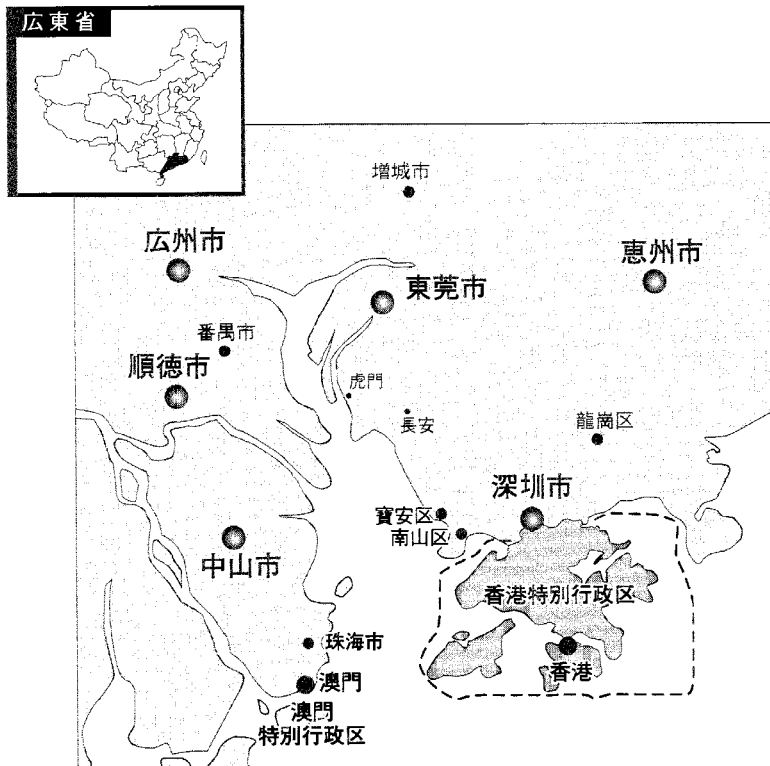 広東省
増城市
広州市
恵州市
東莞市
番禺市
順徳市
虎門
長安
龍崗区
深圳市
寶安区
南山区
中山市
香港特別行政区
珠海市
香港
澳門
澳門
特別行政区